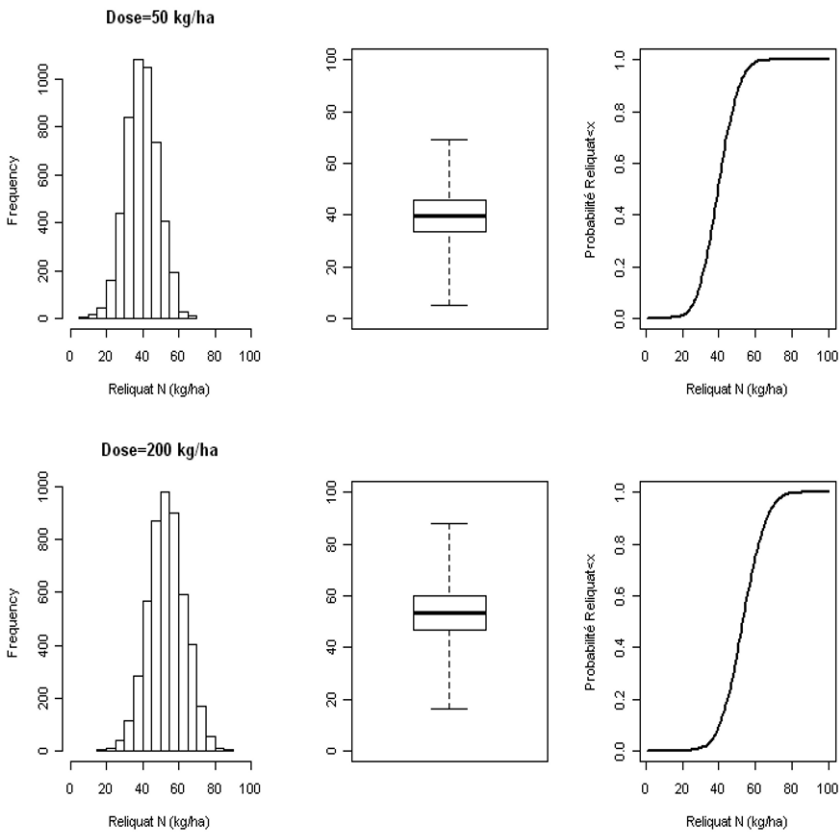 Dose=50 kg/ha
Frequency
0 200 400 600 800 1000
0 20 40 60 80 100
Reliquat N (kg/ha)
0 20 40 60 80 100
Probabilité Reliquat<x
0.0 0.2 0.4 0.6 0.8 1.0
0 20 40 60 80 100
Reliquat N (kg/ha)
Dose=200 kg/ha
Frequency
0 200 400 600 800 1000
0 20 40 60 80 100
Reliquat N (kg/ha)
0 20 40 60 80 100
Probabilité Reliquat<x
0.0 0.2 0.4 0.6 0.8 1.0
0 20 40 60 80 100
Reliquat N (kg/ha)